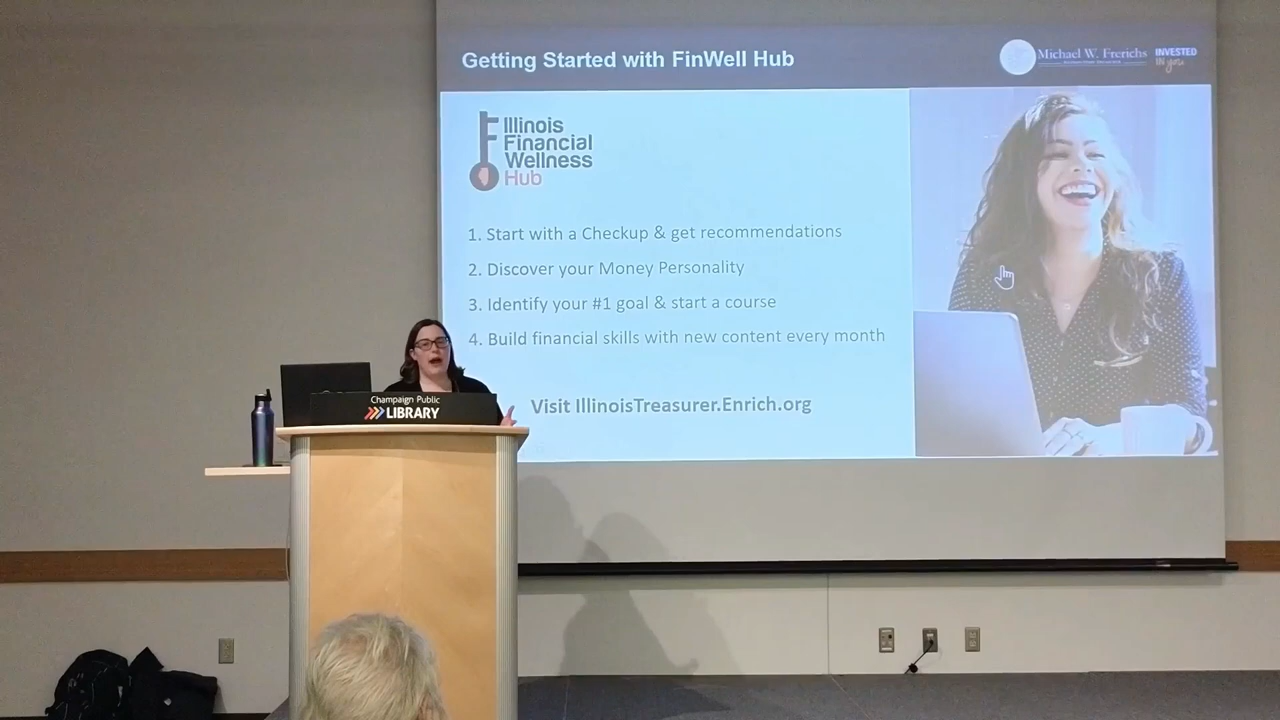 Getting Started with FinWell Hub
Michael W. Frerichs
INVESTED
IN you
Illinois
Financial
Wellness
Hub
1. Start with a Checkup & get recommendations
2. Discover your Money Personality
3. Identify your #1 goal & start a course
4. Build financial skills with new content every month
Visit IllinoisTreasurer.Enrich.org
Champaign Public
LIBRARY